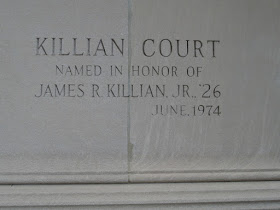 KILLIAN COURT
NAMED IN HONOR OF
JAMES R. KILLIAN, JR., '26
JUNE, 1974